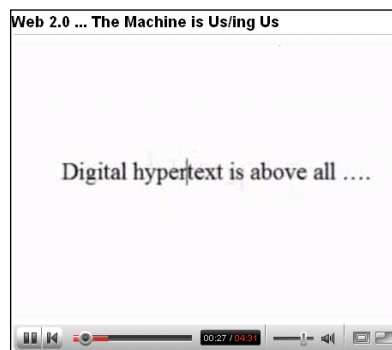 Web 2.0 ... The Machine is Us/ing Us
Digital hypertext is above all ....
00:27 / 04:31